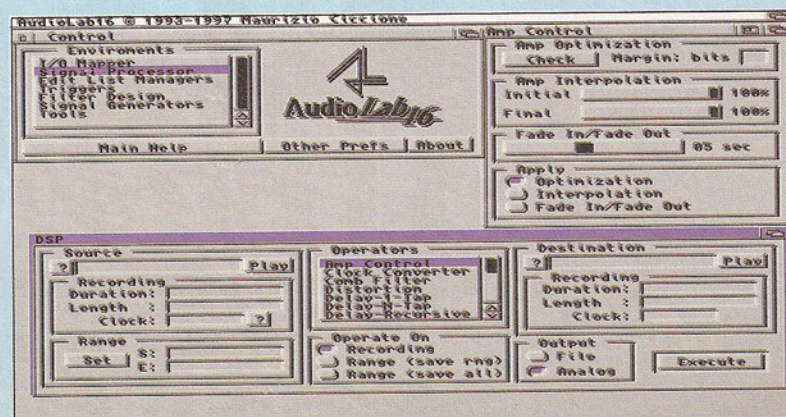 AudioLab16 © 1993-1997 Maurizio Ciccione
Control
Enviroments
I/O Mapper
Signal Processor
Edit List Managers
Triggers
Filter Design
Signal Generators
Tools
AudioLab16
Main Help
Other Prefs
About
Amp Control
Amp Optimization
Check
Margin: bits
Amp Interpolation
Initial 100%
Final 100%
Fade In/Fade Out
05 sec
Apply
Optimization
Interpolation
Fade In/Fade Out
DSP
Source
? Play
Recording
Duration:
Length :
Clock: ?
Range
Set S:
E:
Operators
Amp Control
Clock Converter
Comb Filter
Distortion
Delay-1-Tap
Delay-N-Tap
Delay-Recursive
Operate On
Recording
Range (save rng)
Range (save all)
Destination
? Play
Recording
Duration:
Length :
Clock:
Output
File
Analog
Execute